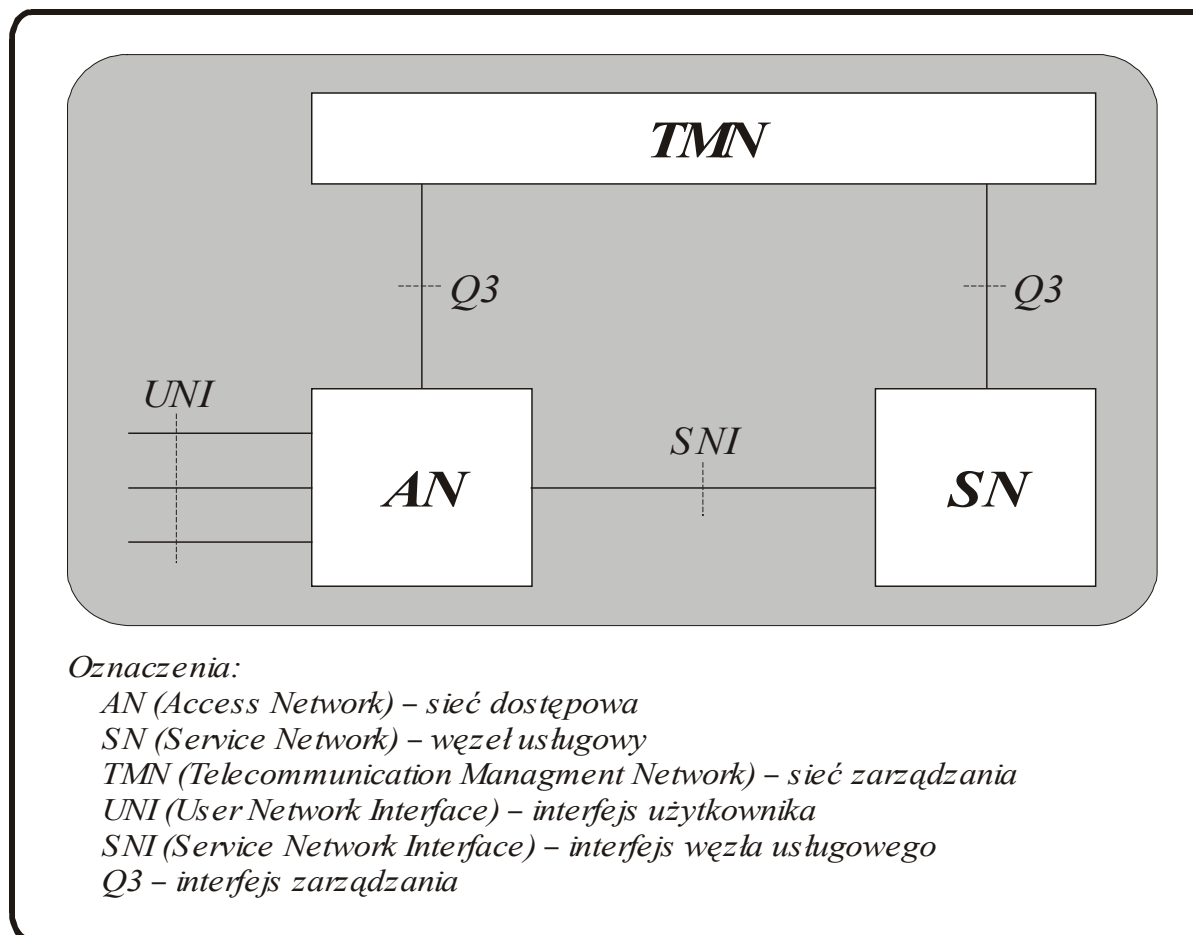 TMN
Q3
Q3
UNI
SNI
AN
SN
Oznaczenia:
AN (Access Network) – sieć dostępowa
SN (Service Network) – węzeł usługowy
TMN (Telecommunication Managment Network) – sieć zarządzania
UNI (User Network Interface) – interfejs użytkownika
SNI (Service Network Interface) – interfejs węzła usługowego
Q3 – interfejs zarządzania